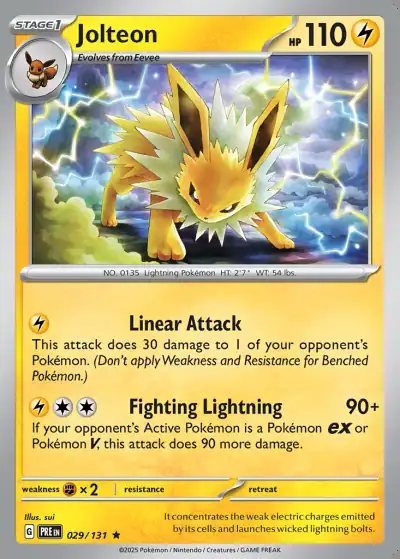 STAGE 1
Jolteon
HP 110
Evolves from Eevee
NO. 0135 Lightning Pokémon HT: 2'7" WT: 54 lbs.
Linear Attack
This attack does 30 damage to 1 of your opponent's
Pokémon. (Don't apply Weakness and Resistance for Benched
Pokémon.)
Fighting Lightning 90+
If your opponent's Active Pokémon is a Pokémon ex or
Pokémon V, this attack does 90 more damage.
weakness ×2 resistance retreat
Illus. sui
G PRE EN 029/131 ★
It concentrates the weak electric charges emitted
by its cells and launches wicked lightning bolts.
©2025 Pokémon / Nintendo / Creatures / GAME FREAK